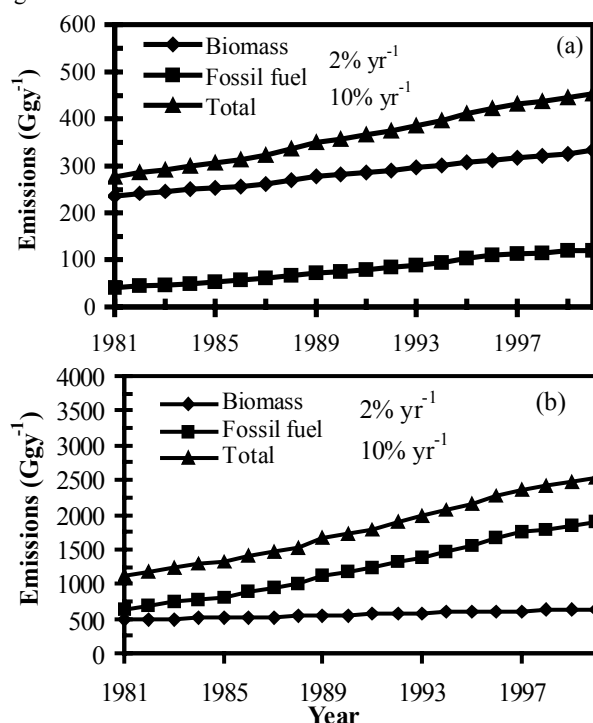 600
500
400
300
200
100
0
Emissions (Ggy-1)
Biomass
Fossil fuel
Total
2% yr-1
10% yr-1
(a)
1981 1985 1989 1993 1997
4000
3500
3000
2500
2000
1500
1000
500
0
Emissions (Ggy-1)
Biomass
Fossil fuel
Total
2% yr-1
10% yr-1
(b)
1981 1985 1989 1993 1997
Year